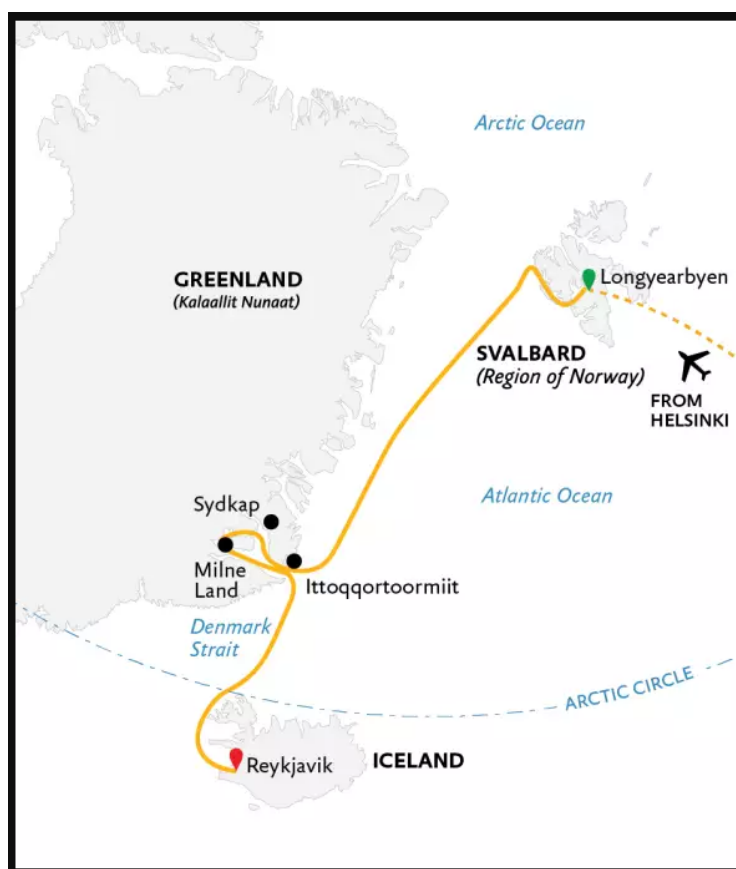 Arctic Ocean
Longyearbyen
GREENLAND
(Kalaallit Nunaat)
SVALBARD
(Region of Norway)
FROM
HELSINKI
Sydkap
Atlantic Ocean
Milne
Land
Ittoqqortoormiit
Denmark
Strait
ARCTIC CIRCLE
Reykjavik
ICELAND